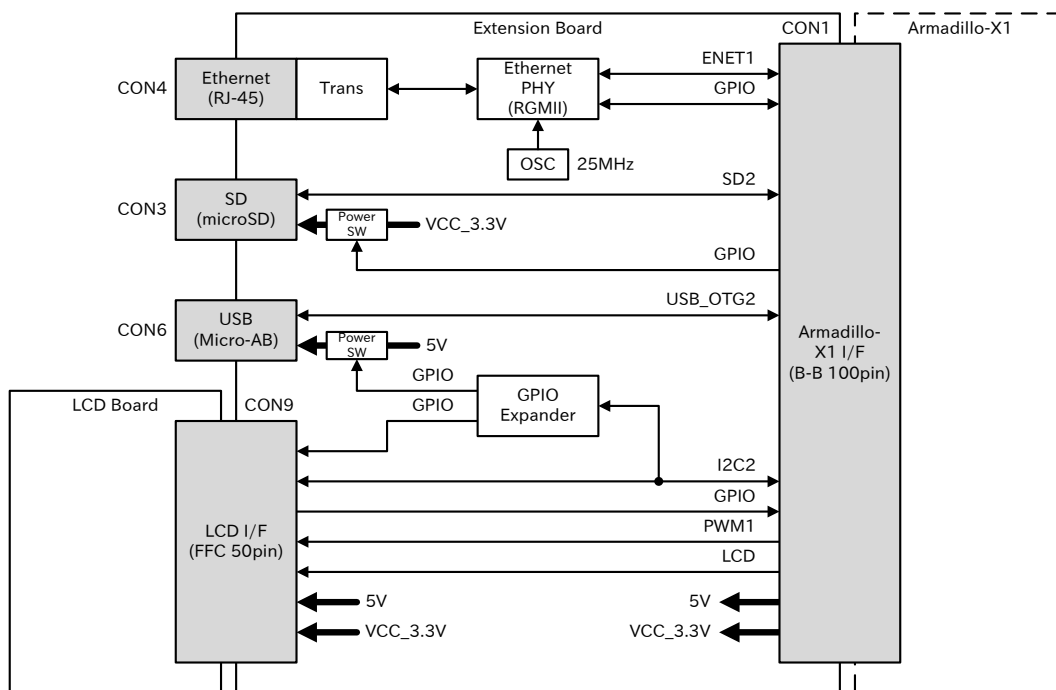 Extension Board
CON1
Armadillo-X1
CON4
Ethernet
(RJ-45)
Trans
Ethernet
PHY
(RGMII)
ENET1
GPIO
OSC
25MHz
CON3
SD
(microSD)
SD2
Power
SW
VCC_3.3V
GPIO
CON6
USB
(Micro-AB)
USB_OTG2
Power
SW
5V
Armadillo-
X1 I/F
(B-B 100pin)
GPIO
GPIO
GPIO
Expander
LCD Board
CON9
I2C2
GPIO
LCD I/F
(FFC 50pin)
PWM1
LCD
5V
5V
VCC_3.3V
VCC_3.3V